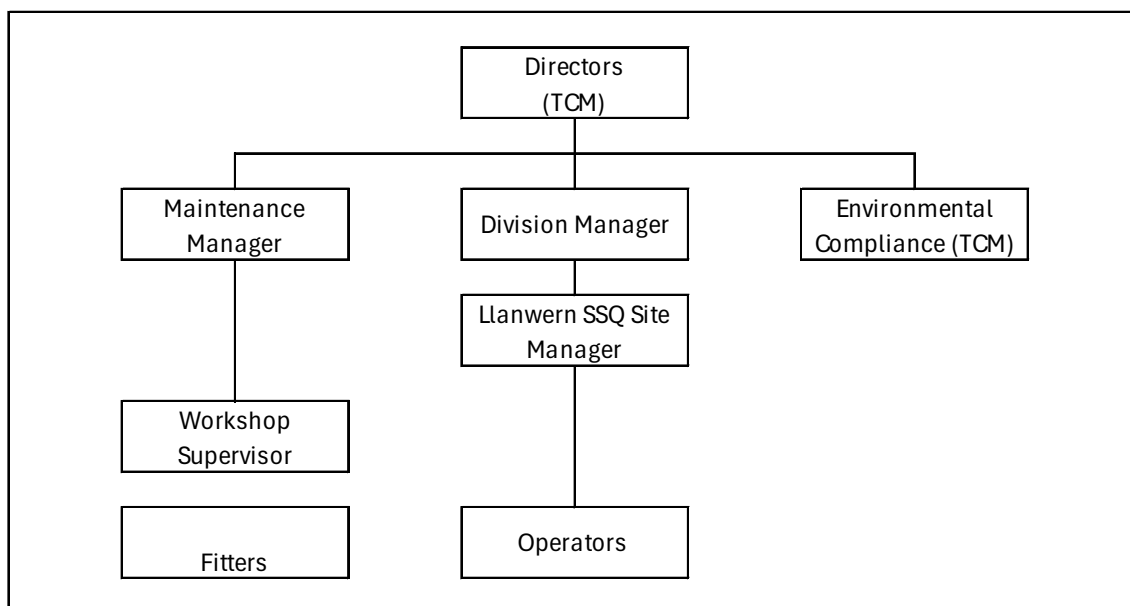 Directors
(TCM)
Maintenance
Manager
Division Manager
Environmental
Compliance (TCM)
Llanwern SSQ Site
Manager
Workshop
Supervisor
Fitters
Operators